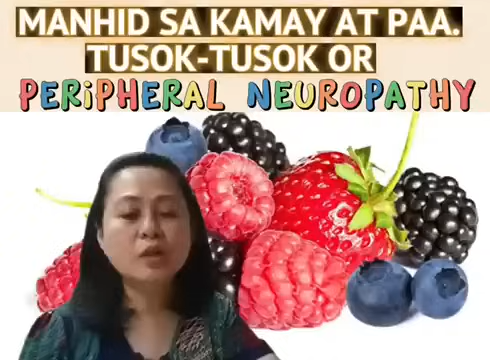 MANHID SA KAMAY AT PAA.
TUSOK-TUSOK OR
PERiPHERAL NEUROPATHY